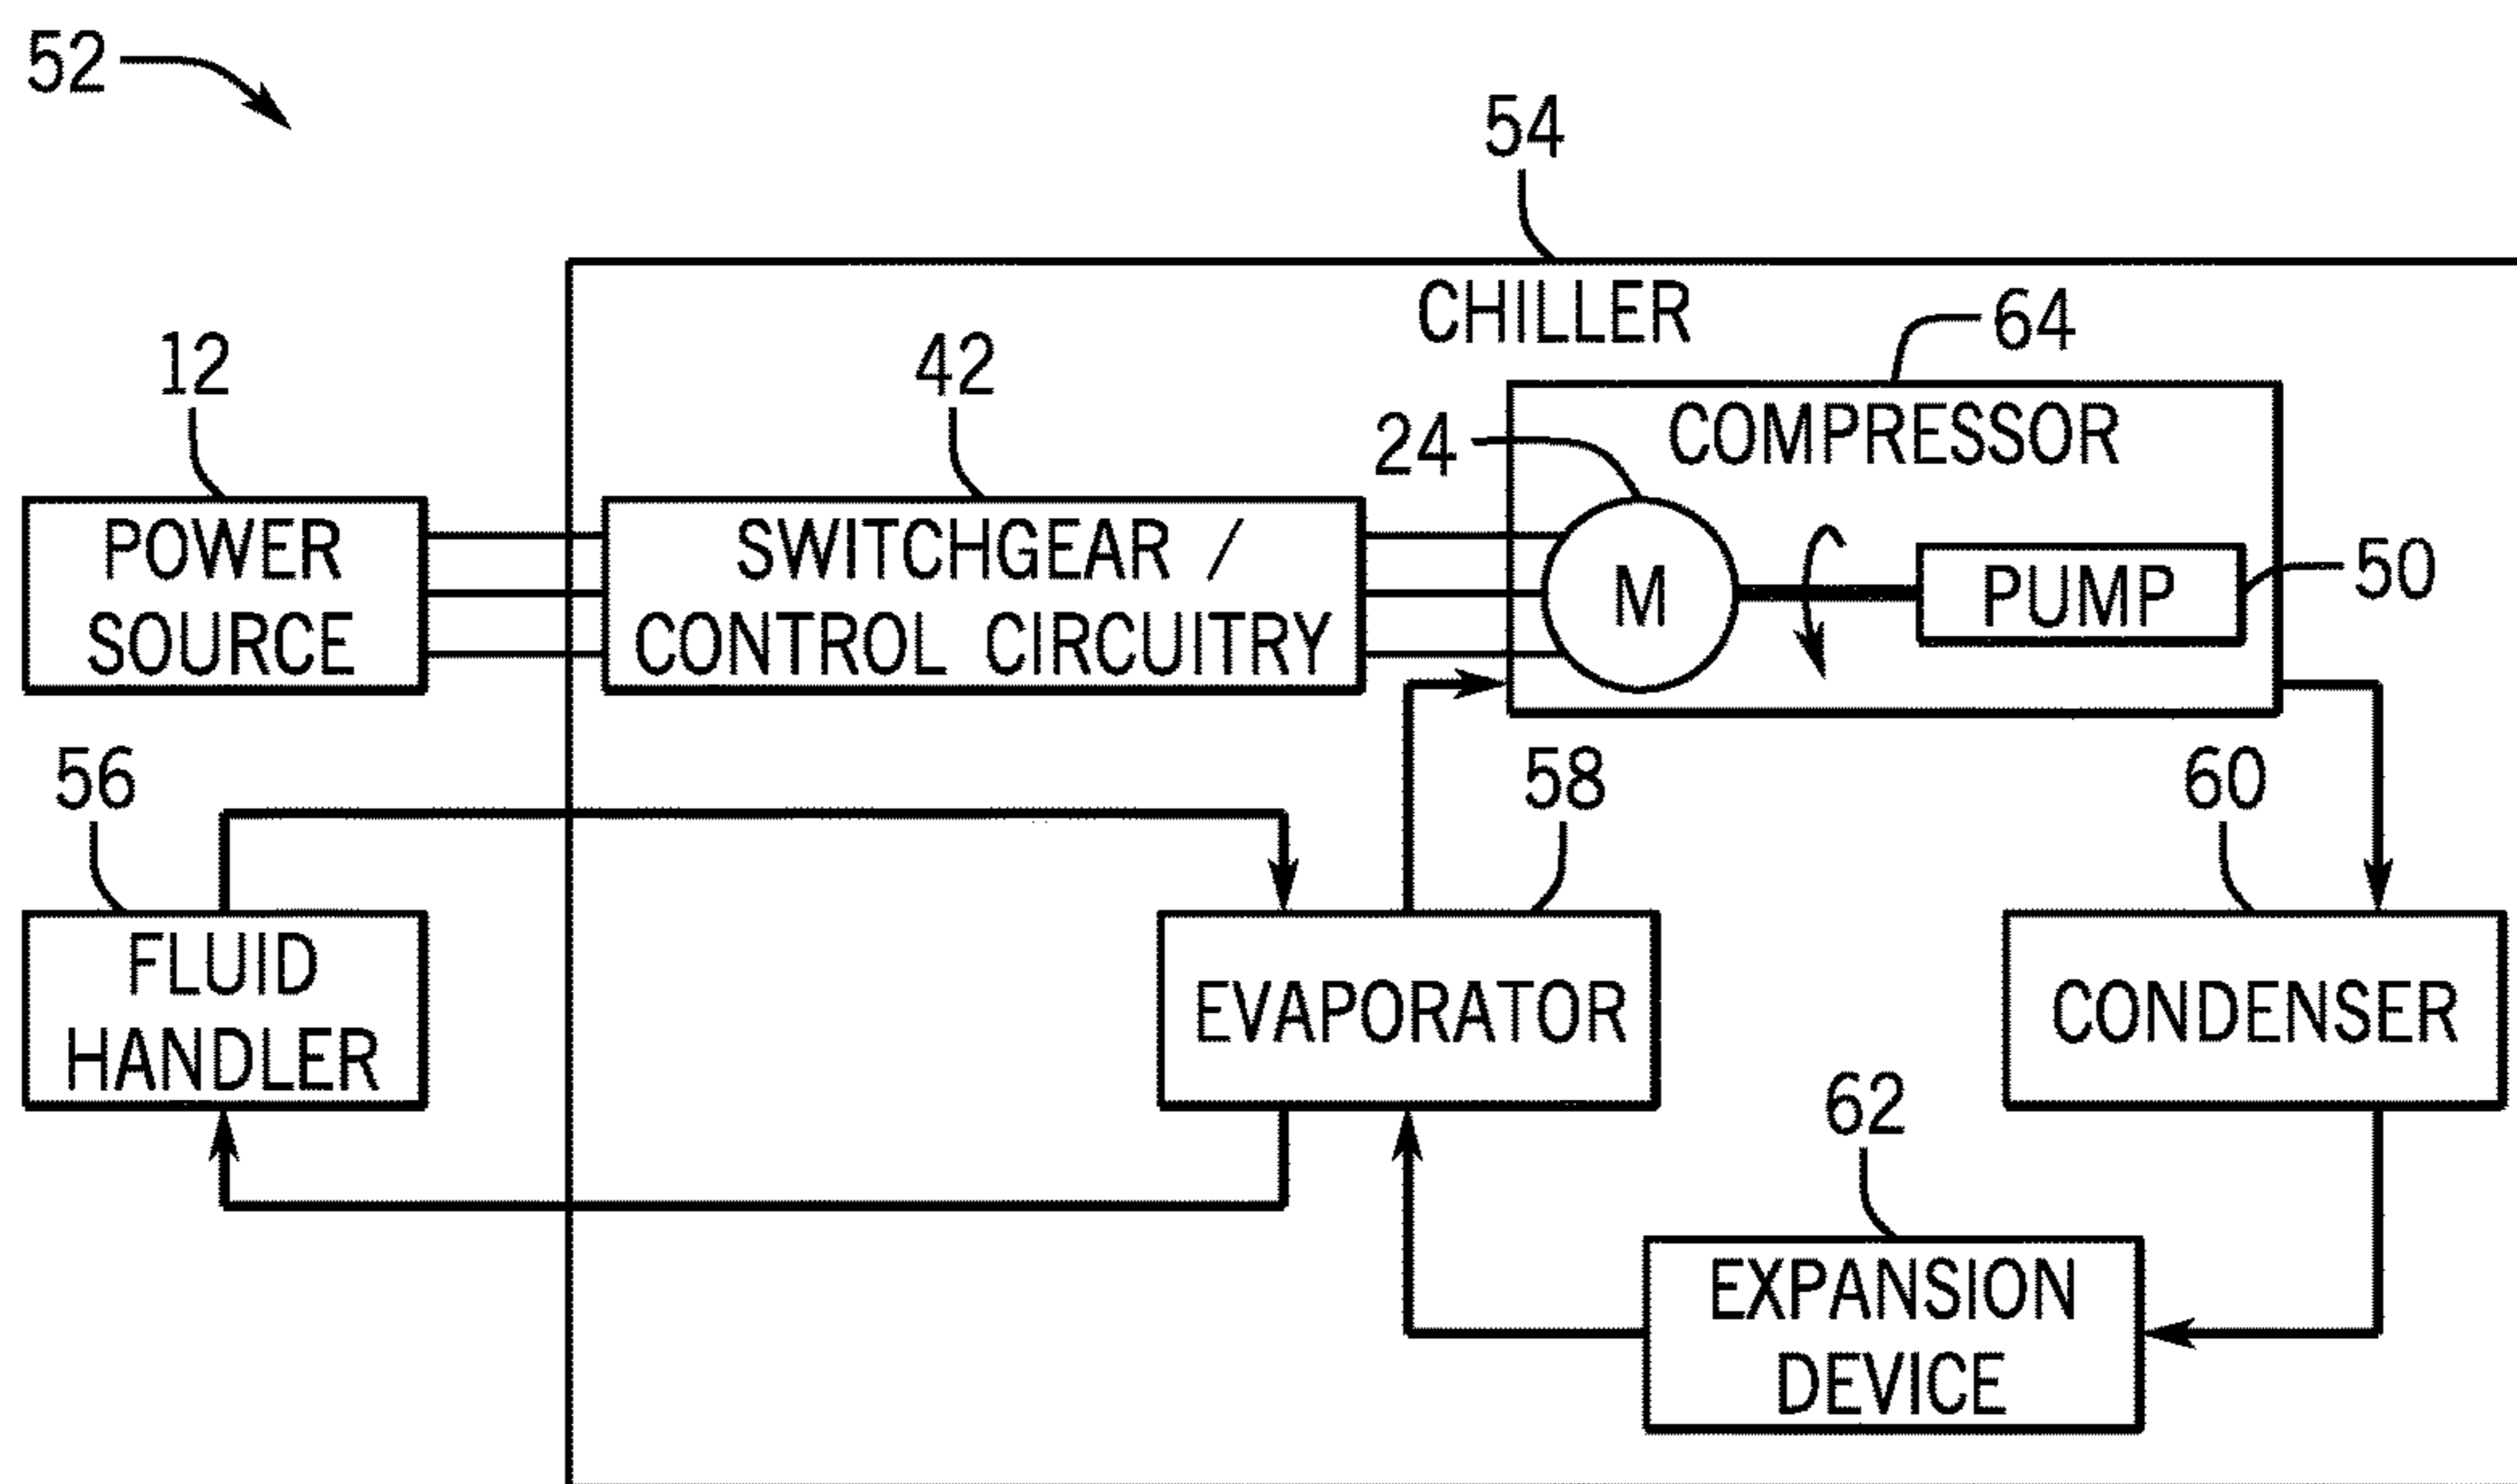 52
54
CHILLER
64
12
42
24
COMPRESSOR
POWER
SOURCE
SWITCHGEAR /
CONTROL CIRCUITRY
M
PUMP
50
56
58
60
FLUID
HANDLER
EVAPORATOR
CONDENSER
62
EXPANSION
DEVICE